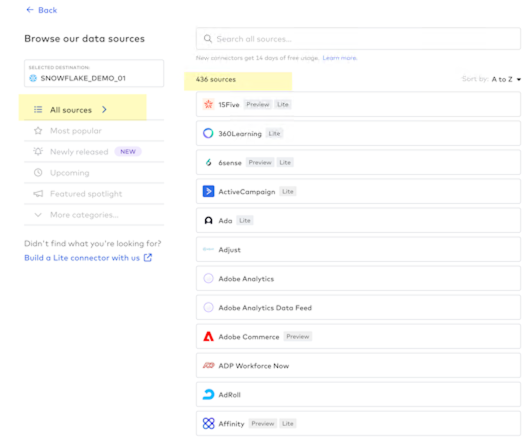 Back
Browse our data sources
SELECTED DESTINATION:
SNOWFLAKE_DEMO_01
All sources
Most popular
Newly released NEW
Upcoming
Featured spotlight
More categories...
Didn't find what you're looking for?
Build a Lite connector with us
Search all sources...
New connectors get 14 days of free usage. Learn more.
436 sources
Sort by: A to Z
15Five Preview Lite
360Learning Lite
6sense Preview Lite
ActiveCampaign Lite
Ada Lite
Adjust
Adobe Analytics
Adobe Analytics Data Feed
Adobe Commerce Preview
ADP Workforce Now
AdRoll
Affinity Preview Lite